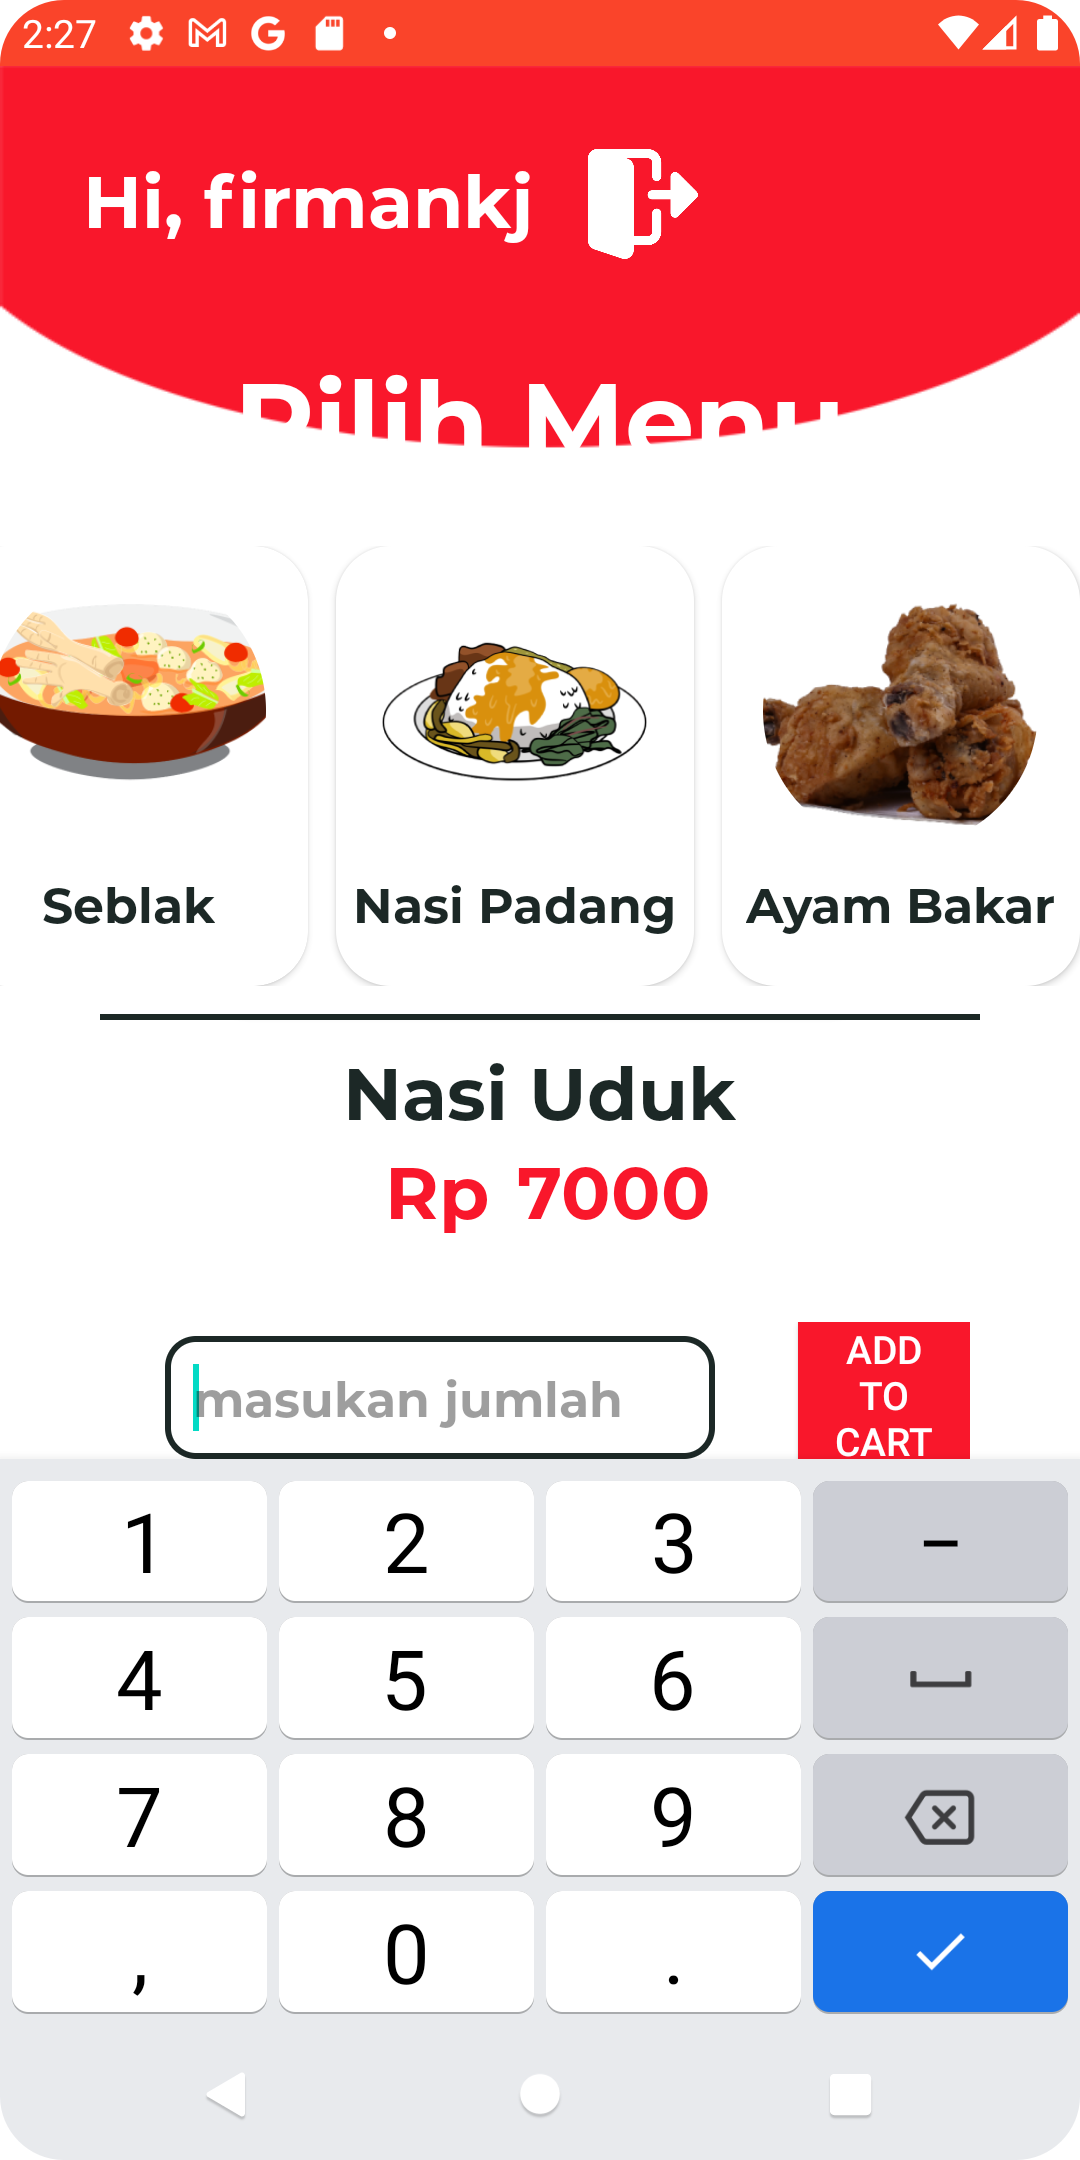 2:27
Hi, firmankj
Pilih Menu
Seblak
Nasi Padang
Ayam Bakar
Nasi Uduk
Rp 7000
masukan jumlah
ADD
TO
CART
1 2 3 -
4 5 6
7 8 9
, 0 .